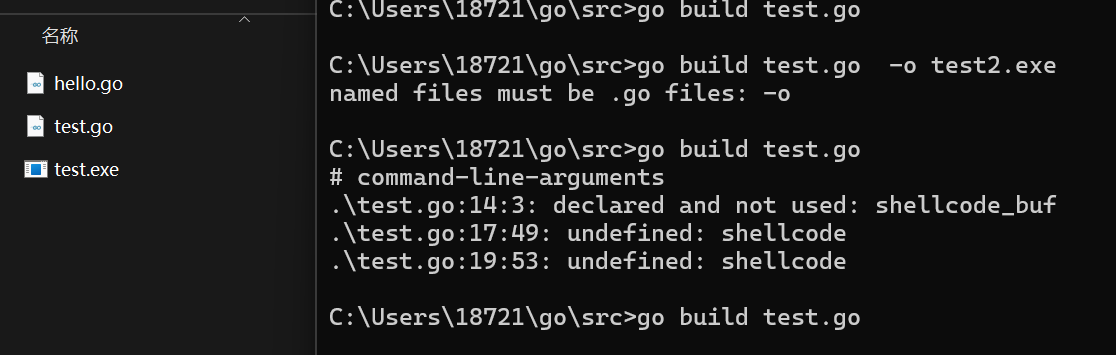 名称
hello.go
test.go
test.exe
C:\Users\18721\go\src>go build test.go
C:\Users\18721\go\src>go build test.go  -o test2.exe
named files must be .go files: -o
C:\Users\18721\go\src>go build test.go
# command-line-arguments
.\test.go:14:3: declared and not used: shellcode_buf
.\test.go:17:49: undefined: shellcode
.\test.go:19:53: undefined: shellcode
C:\Users\18721\go\src>go build test.go